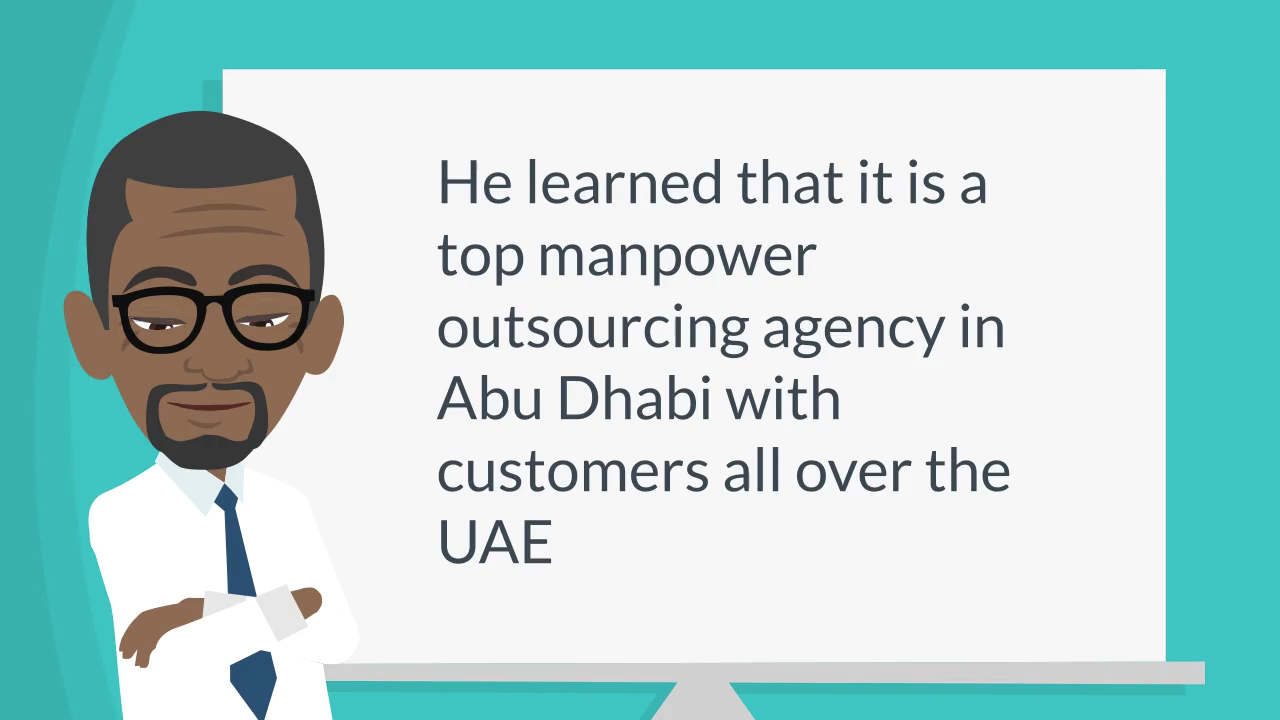 He learned that it is a
top manpower
outsourcing agency in
Abu Dhabi with
customers all over the
UAE